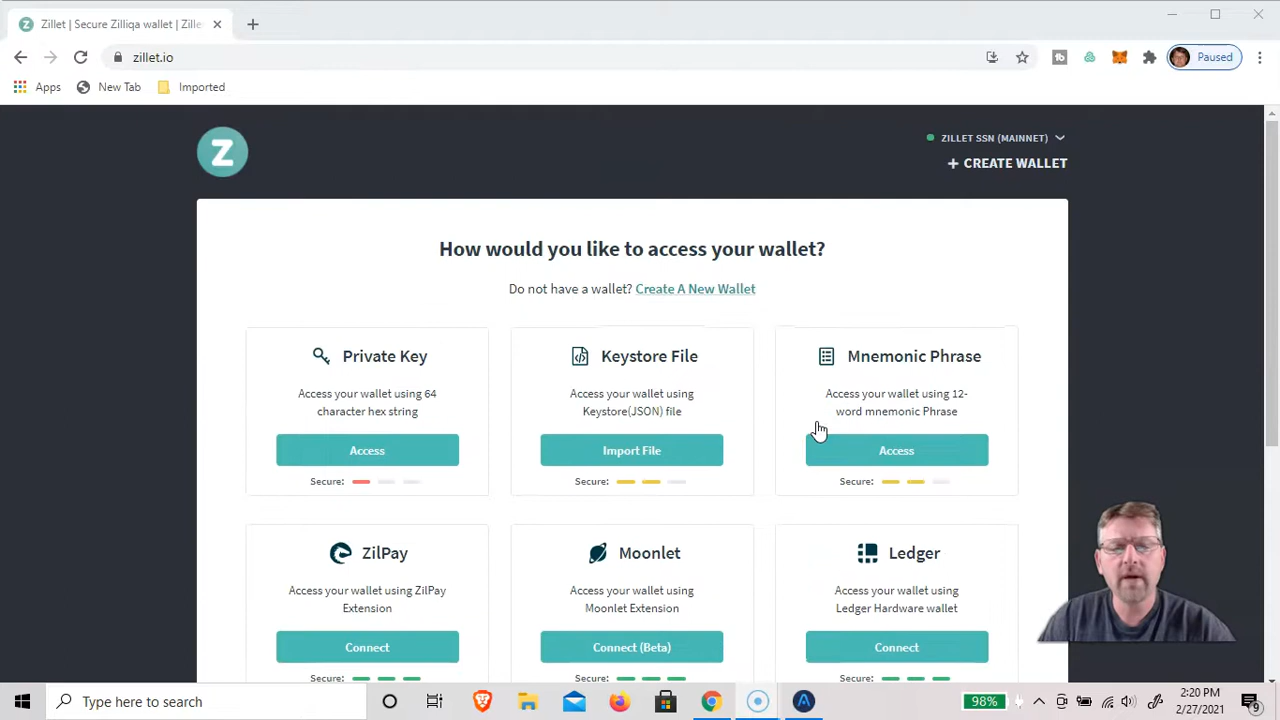 Zillet | Secure Zilliqa wallet | Zille
zillet.io
Paused
Apps
New Tab
Imported
Z
ZILLET SSN (MAINNET)
+ CREATE WALLET
How would you like to access your wallet?
Do not have a wallet? Create A New Wallet
Private Key
Access your wallet using 64
character hex string
Access
Secure:
Keystore File
Access your wallet using
Keystore(JSON) file
Import File
Secure:
Mnemonic Phrase
Access your wallet using 12-
word mnemonic Phrase
Access
Secure:
ZilPay
Access your wallet using ZilPay
Extension
Connect
Moonlet
Access your wallet using
Moonlet Extension
Connect (Beta)
Ledger
Access your wallet using
Ledger Hardware wallet
Connect
Type here to search
98%
2:20 PM
2/27/2021
9